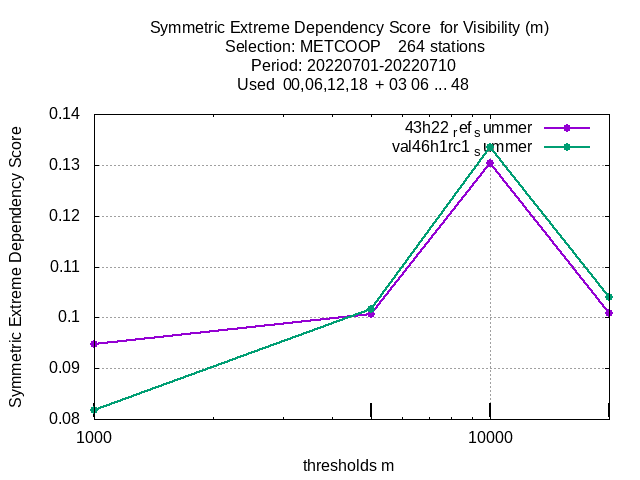 Symmetric Extreme Dependency Score for Visibility (m)
Selection: METCOOP 264 stations
Period: 20220701-20220710
Used 00,06,12,18 + 03 06 ... 48
43h22 ref summer
val46h1rc1 summer
Symmetric Extreme Dependency Score
0.14
0.13
0.12
0.11
0.1
0.09
0.08
1000
10000
thresholds m